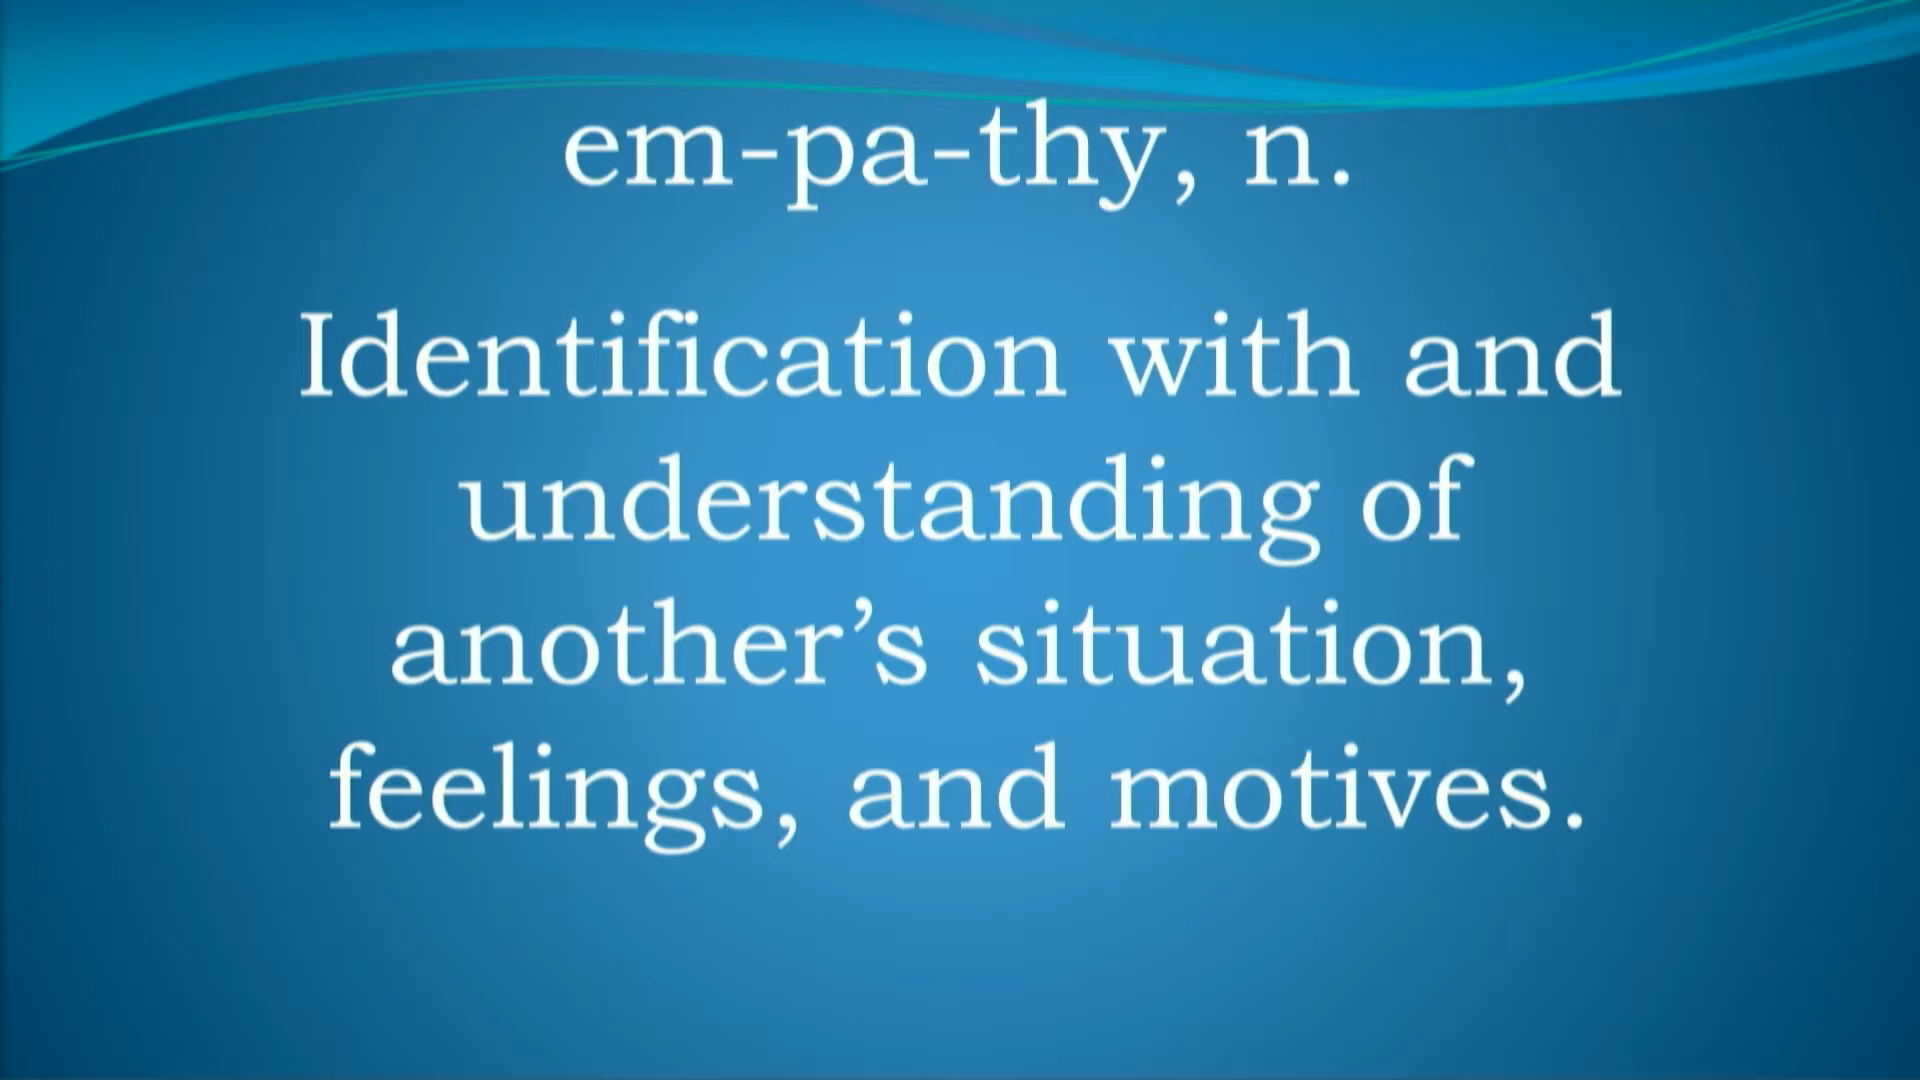 em-pa-thy, n.
Identification with and
understanding of
another’s situation,
feelings, and motives.